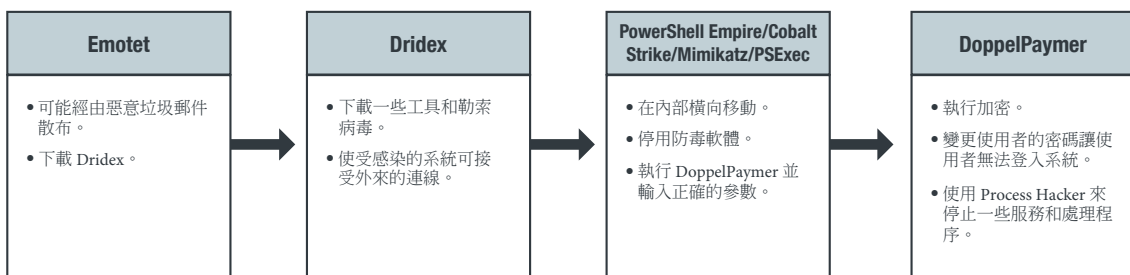 Emotet
• 可能經由惡意垃圾郵件
散布。
• 下載 Dridex。
Dridex
• 下載一些工具和勒索
病毒。
• 使受感染的系統可接
受外來的連線。
PowerShell Empire/Cobalt
Strike/Mimikatz/PSExec
• 在內部橫向移動。
• 停用防毒軟體。
• 執行 DoppelPaymer 並
輸入正確的參數。
DoppelPaymer
• 執行加密。
• 變更使用者的密碼讓使
用者無法登入系統。
• 使用 Process Hacker 來
停止一些服務和處理程
序。